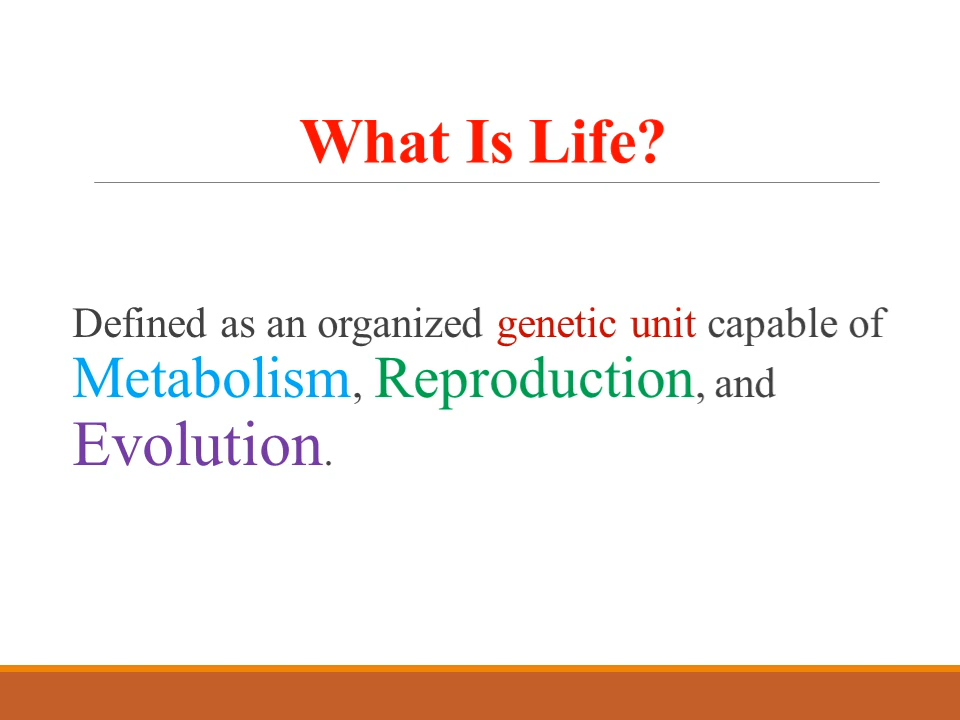 What Is Life?
Defined as an organized genetic unit capable of
Metabolism, Reproduction, and
Evolution.